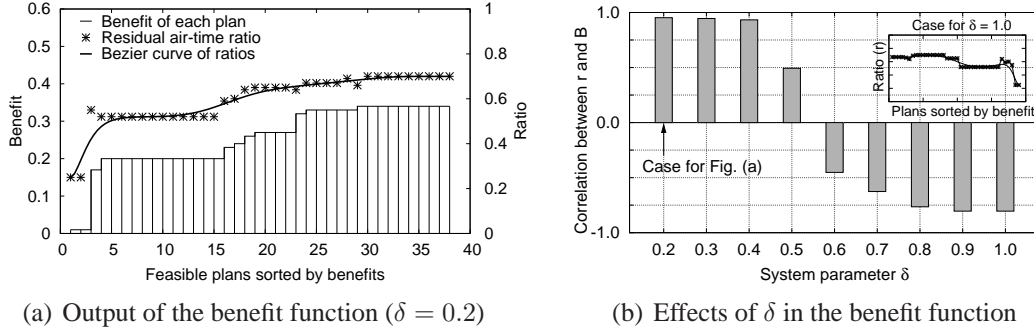 0.6
0.5
0.4
0.3
0.2
0.1
0
Benefit
1
0.8
0.6
0.4
0.2
0
Ratio
Benefit of each plan
Residual air-time ratio
Bezier curve of ratios
0 5 10 15 20 25 30 35 40
Feasible plans sorted by benefits
(a) Output of the benefit function (δ = 0.2)
1.0
0.0
-1.0
Correlation between r and B
Case for δ = 1.0
Ratio (r)
Plans sorted by benefit
Case for Fig. (a)
0.2 0.3 0.4 0.5 0.6 0.7 0.8 0.9 1.0
System parameter δ
(b) Effects of δ in the benefit function